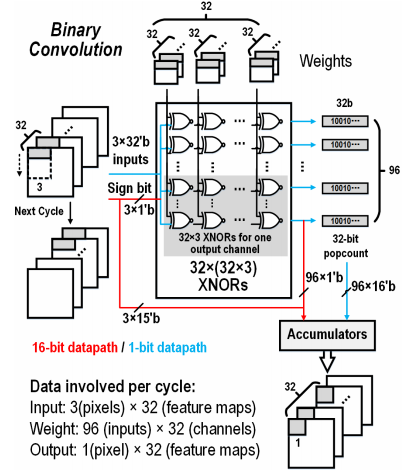 Binary
Convolution
32
32
32
32
Weights
32
3
3×32'b
inputs
Sign bit
3×1'b
Next Cycle
32b
10010···
10010···
10010···
10010···
96
32×3 XNORs for one
output channel
32×(32×3)
XNORs
32-bit
popcount
96×1'b
96×16'b
3×15'b
16-bit datapath / 1-bit datapath
Accumulators
Data involved per cycle:
Input: 3(pixels) × 32 (feature maps)
Weight: 96 (inputs) × 32 (channels)
Output: 1(pixel) × 32 (feature maps)
32
1